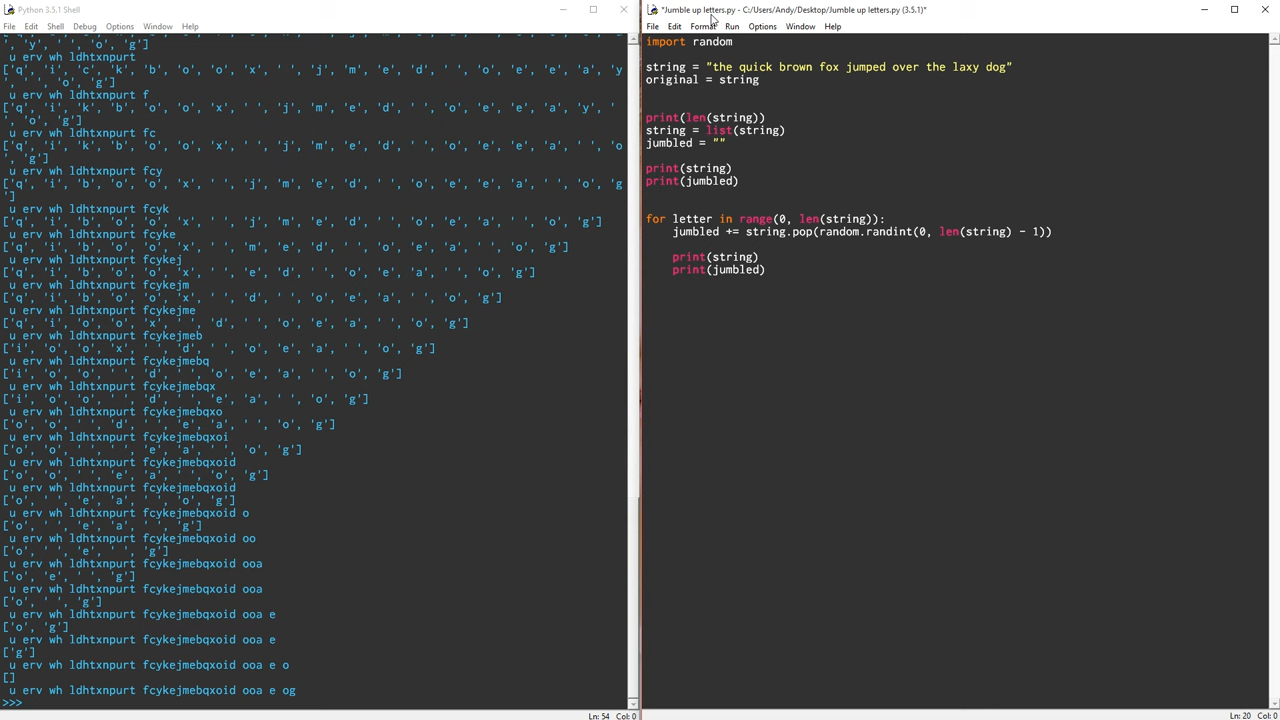 Python 3.5.1 Shell
File Edit Shell Debug Options Window Help
', 'y', ' ', 'o', 'g']
 u erv wh ldhtxnpurt
['q', 'i', 'c', 'k', 'b', 'o', 'o', 'x', ' ', 'j', 'm', 'e', 'd', ' ', 'o', 'e', 'e', 'a', 'y
', ' ', 'o', 'g']
 u erv wh ldhtxnpurt f
['q', 'i', 'k', 'b', 'o', 'o', 'x', ' ', 'j', 'm', 'e', 'd', ' ', 'o', 'e', 'e', 'a', 'y', '
', 'o', 'g']
 u erv wh ldhtxnpurt fc
['q', 'i', 'k', 'b', 'o', 'o', 'x', ' ', 'j', 'm', 'e', 'd', ' ', 'o', 'e', 'e', 'a', ' ', 'o
', 'g']
 u erv wh ldhtxnpurt fcy
['q', 'i', 'b', 'o', 'o', 'x', ' ', 'j', 'm', 'e', 'd', ' ', 'o', 'e', 'e', 'a', ' ', 'o', 'g
']
 u erv wh ldhtxnpurt fcyk
['q', 'i', 'b', 'o', 'o', 'x', ' ', 'j', 'm', 'e', 'd', ' ', 'o', 'e', 'a', ' ', 'o', 'g']
 u erv wh ldhtxnpurt fcyke
['q', 'i', 'b', 'o', 'o', 'x', ' ', 'm', 'e', 'd', ' ', 'o', 'e', 'a', ' ', 'o', 'g']
 u erv wh ldhtxnpurt fcykej
['q', 'i', 'b', 'o', 'o', 'x', ' ', 'e', 'd', ' ', 'o', 'e', 'a', ' ', 'o', 'g']
 u erv wh ldhtxnpurt fcykejm
['q', 'i', 'b', 'o', 'o', 'x', ' ', 'd', ' ', 'o', 'e', 'a', ' ', 'o', 'g']
 u erv wh ldhtxnpurt fcykejme
['q', 'i', 'o', 'o', 'x', ' ', 'd', ' ', 'o', 'e', 'a', ' ', 'o', 'g']
 u erv wh ldhtxnpurt fcykejmeb
['i', 'o', 'o', 'x', ' ', 'd', ' ', 'o', 'e', 'a', ' ', 'o', 'g']
 u erv wh ldhtxnpurt fcykejmebq
['i', 'o', 'o', ' ', 'd', ' ', 'o', 'e', 'a', ' ', 'o', 'g']
 u erv wh ldhtxnpurt fcykejmebqx
['i', 'o', 'o', ' ', 'd', ' ', 'e', 'a', ' ', 'o', 'g']
 u erv wh ldhtxnpurt fcykejmebqxo
['o', 'o', ' ', 'd', ' ', 'e', 'a', ' ', 'o', 'g']
 u erv wh ldhtxnpurt fcykejmebqxoi
['o', 'o', ' ', ' ', 'e', 'a', ' ', 'o', 'g']
 u erv wh ldhtxnpurt fcykejmebqxoid
['o', 'o', ' ', 'e', 'a', ' ', 'o', 'g']
 u erv wh ldhtxnpurt fcykejmebqxoid
['o', ' ', 'e', 'a', ' ', 'o', 'g']
 u erv wh ldhtxnpurt fcykejmebqxoid o
['o', ' ', 'e', 'a', ' ', 'g']
 u erv wh ldhtxnpurt fcykejmebqxoid oo
['o', ' ', 'e', ' ', 'g']
 u erv wh ldhtxnpurt fcykejmebqxoid ooa
['o', 'e', ' ', 'g']
 u erv wh ldhtxnpurt fcykejmebqxoid ooa
['o', ' ', 'g']
 u erv wh ldhtxnpurt fcykejmebqxoid ooa e
['o', 'g']
 u erv wh ldhtxnpurt fcykejmebqxoid ooa e
['g']
 u erv wh ldhtxnpurt fcykejmebqxoid ooa e o
[]
 u erv wh ldhtxnpurt fcykejmebqxoid ooa e og
>>>
Ln: 54 Col: 0
*Jumble up letters.py - C:/Users/Andy/Desktop/Jumble up letters.py (3.5.1)*
File Edit Format Run Options Window Help
import random
string = "the quick brown fox jumped over the laxy dog"
original = string
print(len(string))
string = list(string)
jumbled = ""
print(string)
print(jumbled)
for letter in range(0, len(string)):
    jumbled += string.pop(random.randint(0, len(string) - 1))
    print(string)
    print(jumbled)
Ln: 20 Col: 0